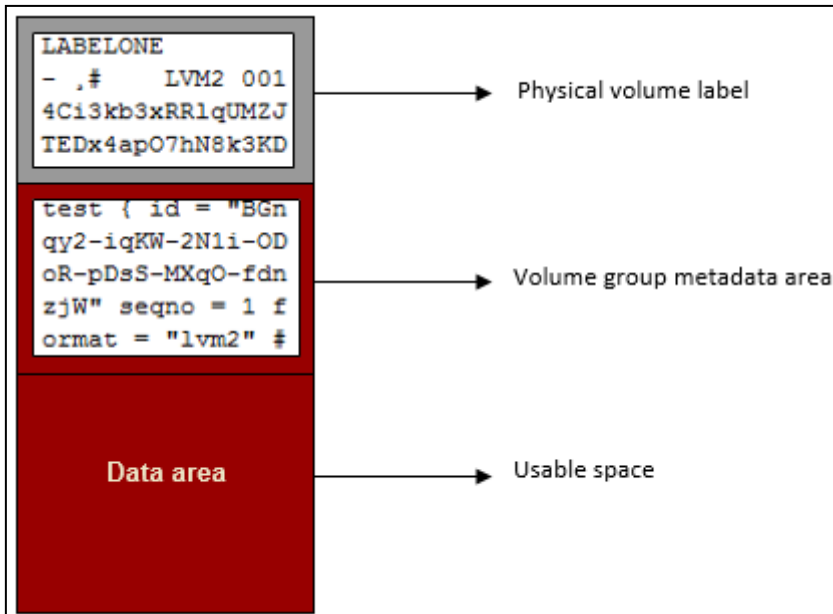 LABELONE
- ,#    LVM2 001
4Ci3kb3xRRlqUMZJ
TEDx4apO7hN8k3KD
Physical volume label
test { id = "BGn
qy2-iqKW-2N1i-OD
oR-pDsS-MXqO-fdn
zjW" seqno = 1 f
ormat = "lvm2" #
Volume group metadata area
Data area
Usable space